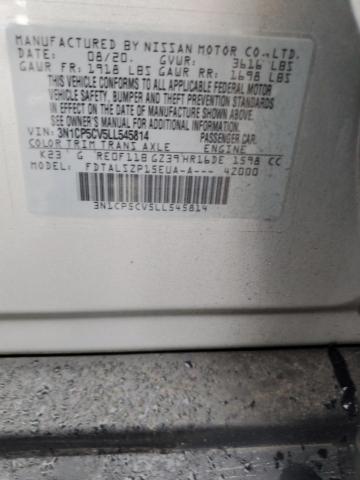 MANUFACTURED BY NISSAN MOTOR CO.,LTD.
DATE: 08/20. GVWR: 3616 LBS
GAWR FR: 1918 LBS GAWR RR: 1698 LBS
THIS VEHICLE CONFORMS TO ALL APPLICABLE
FEDERAL MOTOR VEHICLE SAFETY, BUMPER
AND THEFT PREVENTION STANDARDS
IN EFFECT ON THE DATE OF MANUFACTURE SHOWN ABOVE
SEE OWNER'S MANUAL FOR ADDITIONAL INFORMATION
VIN: 3N1CP5CV5LL545814 PASSENGER CAR
COLOR TRIM TRANS AXLE ENGINE
K23 G RE0F11B GZ39 HR16DE 1598 CC
MODEL: FDTALSZP15EUA-A--- 42000
3N1CP5CV5LL545814